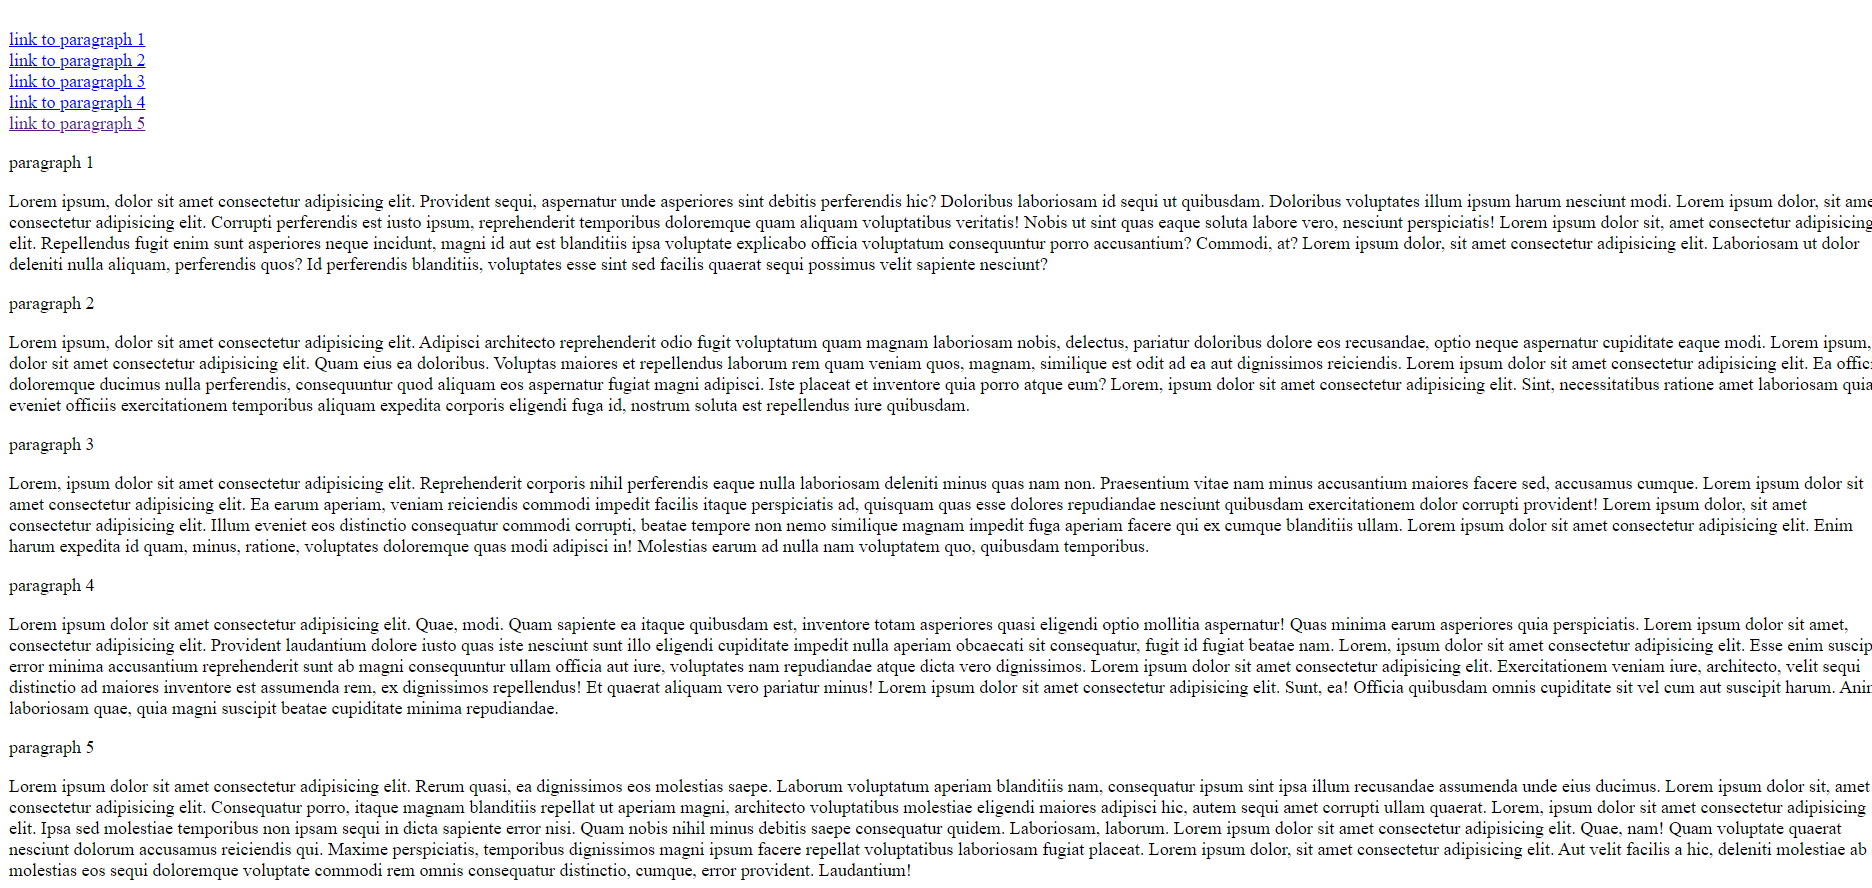 link to paragraph 1
link to paragraph 2
link to paragraph 3
link to paragraph 4
link to paragraph 5
paragraph 1
Lorem ipsum, dolor sit amet consectetur adipisicing elit. Provident sequi, aspernatur unde asperiores sint debitis perferendis hic? Doloribus laboriosam id sequi ut quibusdam. Doloribus voluptates illum ipsum harum nesciunt modi. Lorem ipsum dolor, sit
consectetur adipisicing elit. Corrupti perferendis est iusto ipsum, reprehenderit temporibus doloremque quam aliquam voluptatibus veritatis! Nobis ut sint quas eaque soluta labore vero, nesciunt perspiciatis! Lorem ipsum dolor sit, amet consectetur adipisicing
elit. Repellendus fugit enim sunt asperiores neque incidunt, magni id aut est blanditiis ipsa voluptate explicabo officia voluptatum consequuntur porro accusantium? Commodi, at? Lorem ipsum dolor, sit amet consectetur adipisicing elit. Laboriosam ut dolor
deleniti nulla aliquam, perferendis quos? Id perferendis blanditiis, voluptates esse sint sed facilis quaerat sequi possimus velit sapiente nesciunt?
paragraph 2
Lorem ipsum, dolor sit amet consectetur adipisicing elit. Adipisci architecto reprehenderit odio fugit voluptatum quam magnam laboriosam nobis, delectus, pariatur doloribus dolore eos recusandae, optio neque aspernatur cupiditate eaque modi. Lorem ipsum,
dolor sit amet consectetur adipisicing elit. Quam eius ea doloribus. Voluptas maiores et repellendus laborum rem quam veniam quos, magnam, similique est odit ad ea aut dignissimos reiciendis. Lorem ipsum dolor sit amet consectetur adipisicing elit. Ea
doloremque ducimus nulla perferendis, consequuntur quod aliquam eos aspernatur fugiat magni adipisci. Iste placeat et inventore quia porro atque eum? Lorem, ipsum dolor sit amet consectetur adipisicing elit. Sint, necessitatibus ratione amet laboriosam quia
eveniet officiis exercitationem temporibus aliquam expedita corporis eligendi fuga id, nostrum soluta est repellendus iure quibusdam.
paragraph 3
Lorem, ipsum dolor sit amet consectetur adipisicing elit. Reprehenderit corporis nihil perferendis eaque nulla laboriosam deleniti minus quas nam non. Praesentium vitae nam minus accusantium maiores facere sed, accusamus cumque. Lorem ipsum dolor sit
amet consectetur adipisicing elit. Ea earum aperiam, veniam reiciendis commodi impedit facilis itaque perspiciatis ad, quisquam quas esse dolores repudiandae nesciunt quibusdam exercitationem dolor corrupti provident! Lorem ipsum dolor, sit amet
consectetur adipisicing elit. Illum eveniet eos distinctio consequatur commodi corrupti, beatae tempore non nemo similique magnam impedit fuga aperiam facere qui ex cumque blanditiis ullam. Lorem ipsum dolor sit amet consectetur adipisicing elit. Enim
harum expedita id quam, minus, ratione, voluptates doloremque quas modi adipisci in! Molestias earum ad nulla nam voluptatem quo, quibusdam temporibus.
paragraph 4
Lorem ipsum dolor sit amet consectetur adipisicing elit. Quae, modi. Quam sapiente ea itaque quibusdam est, inventore totam asperiores quasi eligendi optio mollitia aspernatur! Quas minima earum asperiores quia perspiciatis. Lorem ipsum dolor sit amet,
consectetur adipisicing elit. Provident laudantium dolore iusto quas iste nesciunt sunt illo eligendi cupiditate impedit nulla aperiam obcaecati sit consequatur, fugit id fugiat beatae nam. Lorem, ipsum dolor sit amet consectetur adipisicing elit. Esse enim
error minima accusantium reprehenderit sunt ab magni consequuntur ullam officia aut iure, voluptates nam repudiandae atque dicta vero dignissimos. Lorem ipsum dolor sit amet consectetur adipisicing elit. Exercitationem veniam iure, architecto, velit sequi
distinctio ad maiores inventore est assumenda rem, ex dignissimos repellendus! Et quaerat aliquam vero pariatur minus! Lorem ipsum dolor sit amet consectetur adipisicing elit. Sunt, ea! Officia quibusdam omnis cupiditate sit vel cum aut suscipit harum.
laboriosam quae, quia magni suscipit beatae cupiditate minima repudiandae.
paragraph 5
Lorem ipsum dolor sit amet consectetur adipisicing elit. Rerum quasi, ea dignissimos eos molestias saepe. Laborum voluptatum aperiam blanditiis nam, consequatur ipsum sint ipsa illum recusandae assumenda unde eius ducimus. Lorem ipsum dolor sit, amet
consectetur adipisicing elit. Consequatur porro, itaque magnam blanditiis repellat ut aperiam magni, architecto voluptatibus molestiae eligendi maiores adipisci hic, autem sequi amet corrupti ullam quaerat. Lorem, ipsum dolor sit amet consectetur adipisicing
elit. Ipsa sed molestiae temporibus non ipsam sequi in dicta sapiente error nisi. Quam nobis nihil minus debitis saepe consequatur quidem. Laboriosam, laborum. Lorem ipsum dolor sit amet consectetur adipisicing elit. Quae, nam! Quam voluptate quaerat
nesciunt dolorum accusamus reiciendis qui. Maxime perspiciatis, temporibus dignissimos magni ipsum facere repellat voluptatibus laboriosam fugiat placeat. Lorem ipsum dolor, sit amet consectetur adipisicing elit. Aut velit facilis a hic, deleniti molestiae ab
molestias eos sequi doloremque voluptate commodi rem omnis consequatur distinctio, cumque, error provident. Laudantium!